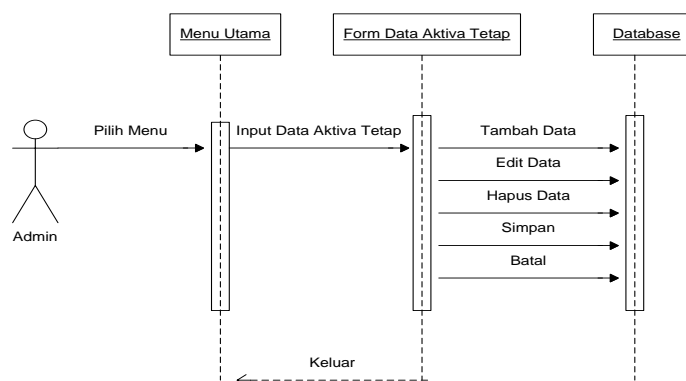 Menu Utama
Form Data Aktiva Tetap
Database
Pilih Menu
Input Data Aktiva Tetap
Tambah Data
Edit Data
Hapus Data
Simpan
Batal
Admin
Keluar